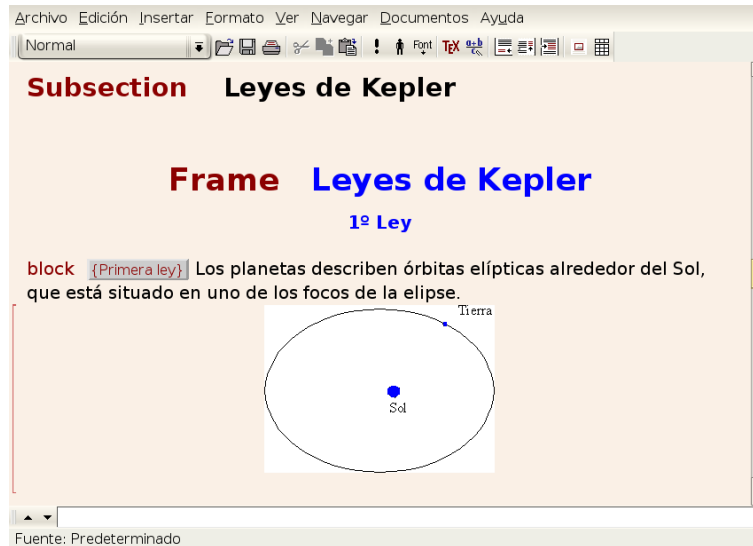 Archivo Edición Insertar Formato Ver Navegar Documentos Ayuda
Normal Font TEX a+b c
Subsection Leyes de Kepler
Frame Leyes de Kepler
1º Ley
block {Primera ley} Los planetas describen órbitas elípticas alrededor del Sol,
que está situado en uno de los focos de la elipse.
Tierra
Sol
Fuente: Predeterminado